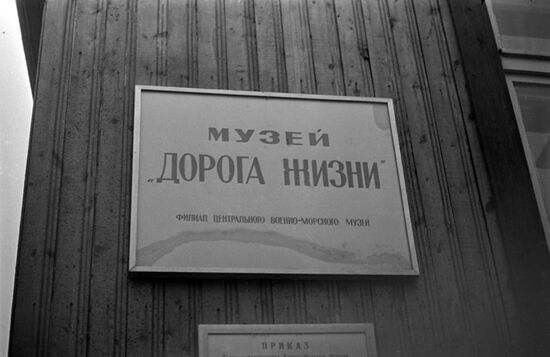 МУЗЕЙ
„ДОРОГА ЖИЗНИ"
ФИЛИАЛ ЦЕНТРАЛЬНОГО ВОЕННО-МОРСКОГО МУЗЕЯ
ПРИКАЗ